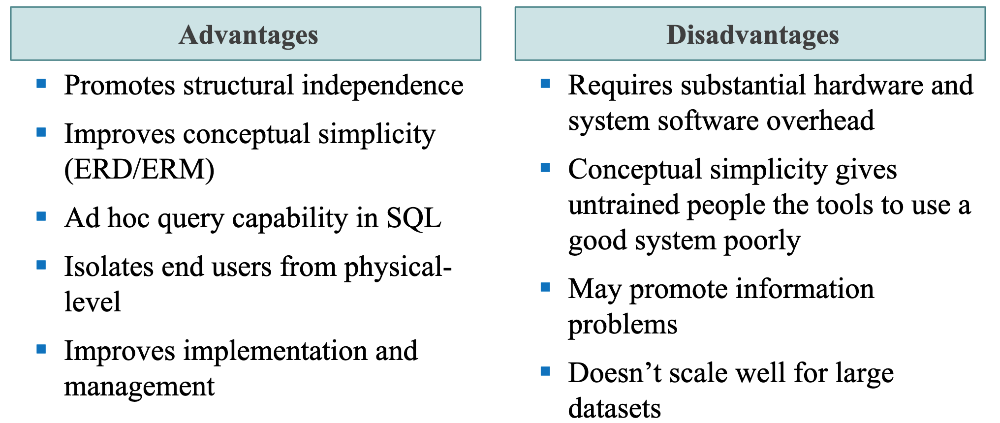 Advantages
Promotes structural independence
Improves conceptual simplicity
(ERD/ERM)
Ad hoc query capability in SQL
Isolates end users from physical-
level
Improves implementation and
management
Disadvantages
Requires substantial hardware and
system software overhead
Conceptual simplicity gives
untrained people the tools to use a
good system poorly
May promote information
problems
Doesn’t scale well for large
datasets